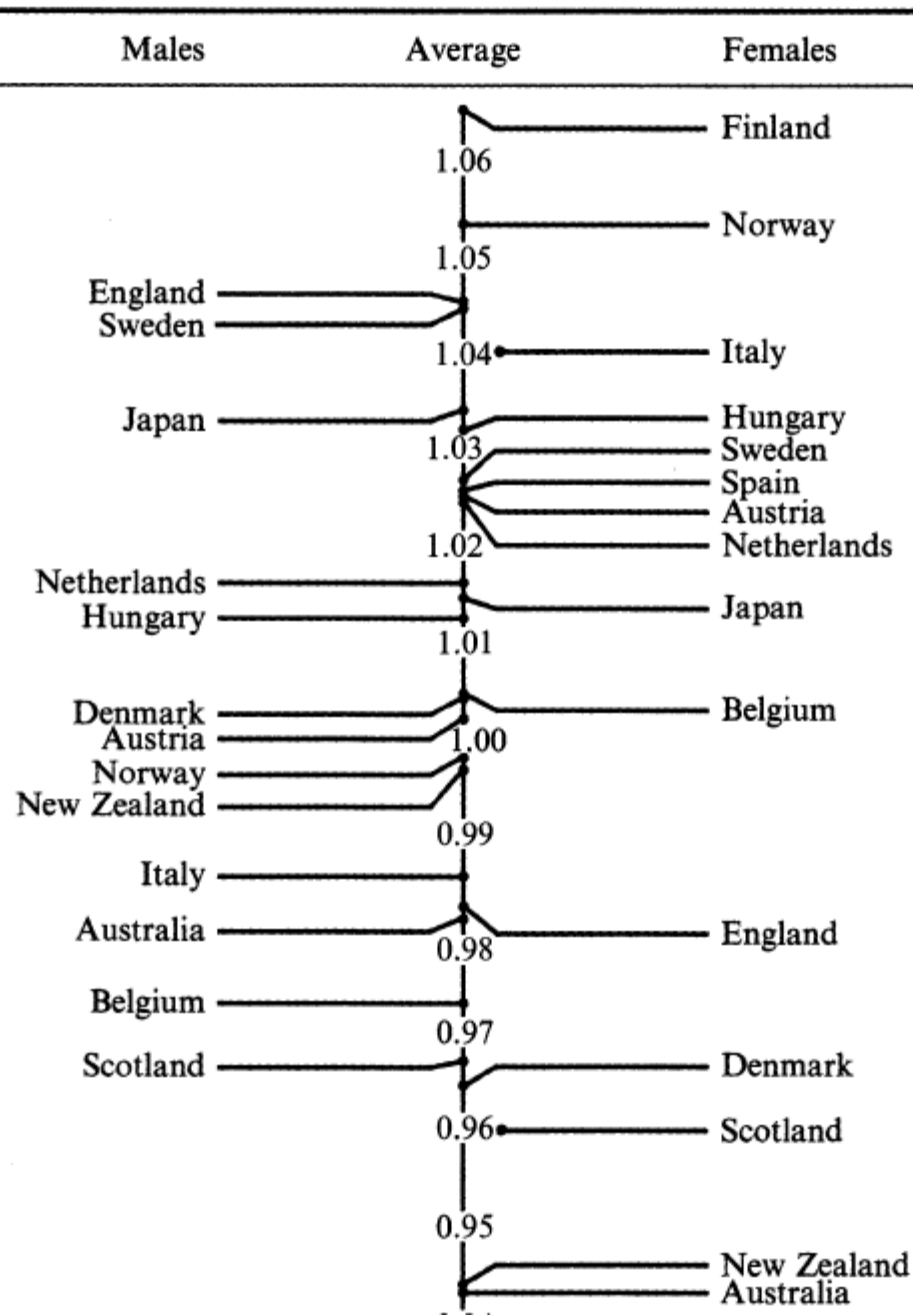 Males Average Females
Finland
1.06
Norway
1.05
England
Sweden
1.04 Italy
Japan Hungary
1.03 Sweden
Spain
Austria
1.02 Netherlands
Netherlands
Japan
Hungary
1.01
Denmark Belgium
Austria 1.00
Norway
New Zealand
0.99
Italy
Australia England
0.98
Belgium
0.97
Scotland Denmark
0.96 Scotland
0.95
New Zealand
Australia